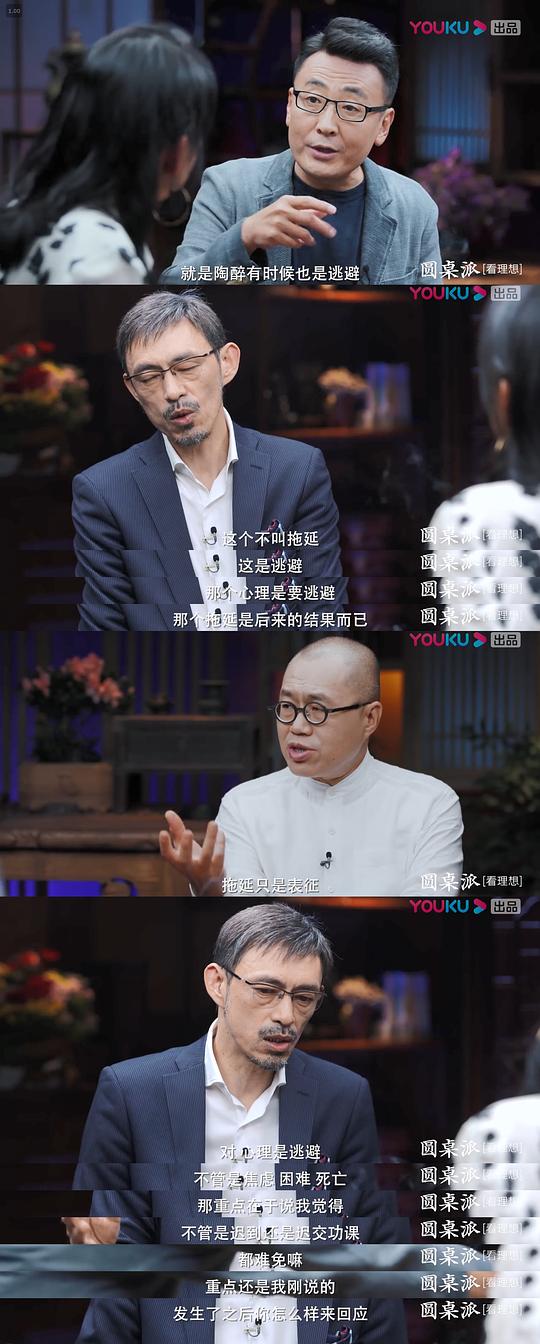 1.00
YOUKU 出品
就是陶醉有时候也是逃避
圆桌派[看理想]
YOUKU 出品
这个不叫拖延
圆桌派[看理想]
这是逃避
圆桌派[看理想]
那个心理是要逃避
圆桌派[看理想]
那个拖延是后来的结果而已
圆桌派[看理想]
YOUKU 出品
拖延只是表征
圆桌派[看理想]
YOUKU 出品
对 心理是逃避
圆桌派[看理想]
不管是焦虑 困难 死亡
圆桌派[看理想]
那重点在于说我觉得
圆桌派[看理想]
不管是迟到还是迟交功课
圆桌派[看理想]
都难免嘛
圆桌派[看理想]
重点还是我刚说的
圆桌派[看理想]
发生了之后你怎么样来回应
圆桌派[看理想]